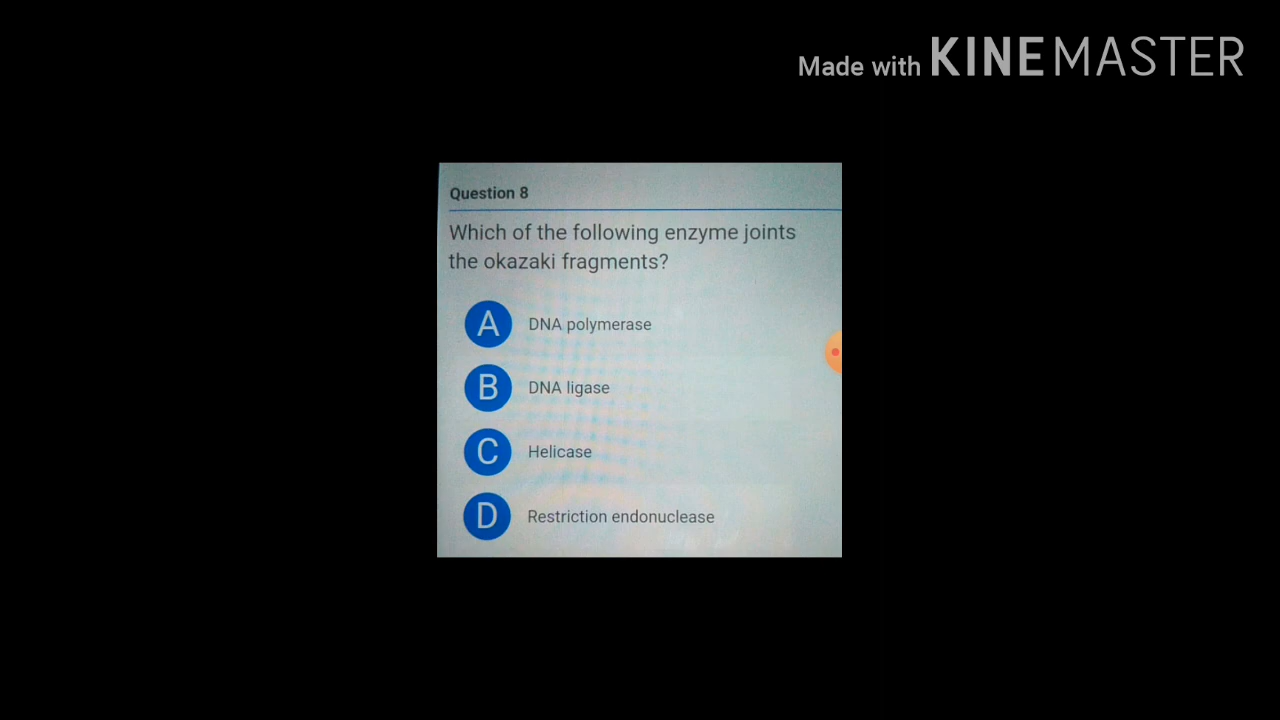 Made with KINEMASTER
Question 8
Which of the following enzyme joints
the okazaki fragments?
A DNA polymerase
B DNA ligase
C Helicase
D Restriction endonuclease